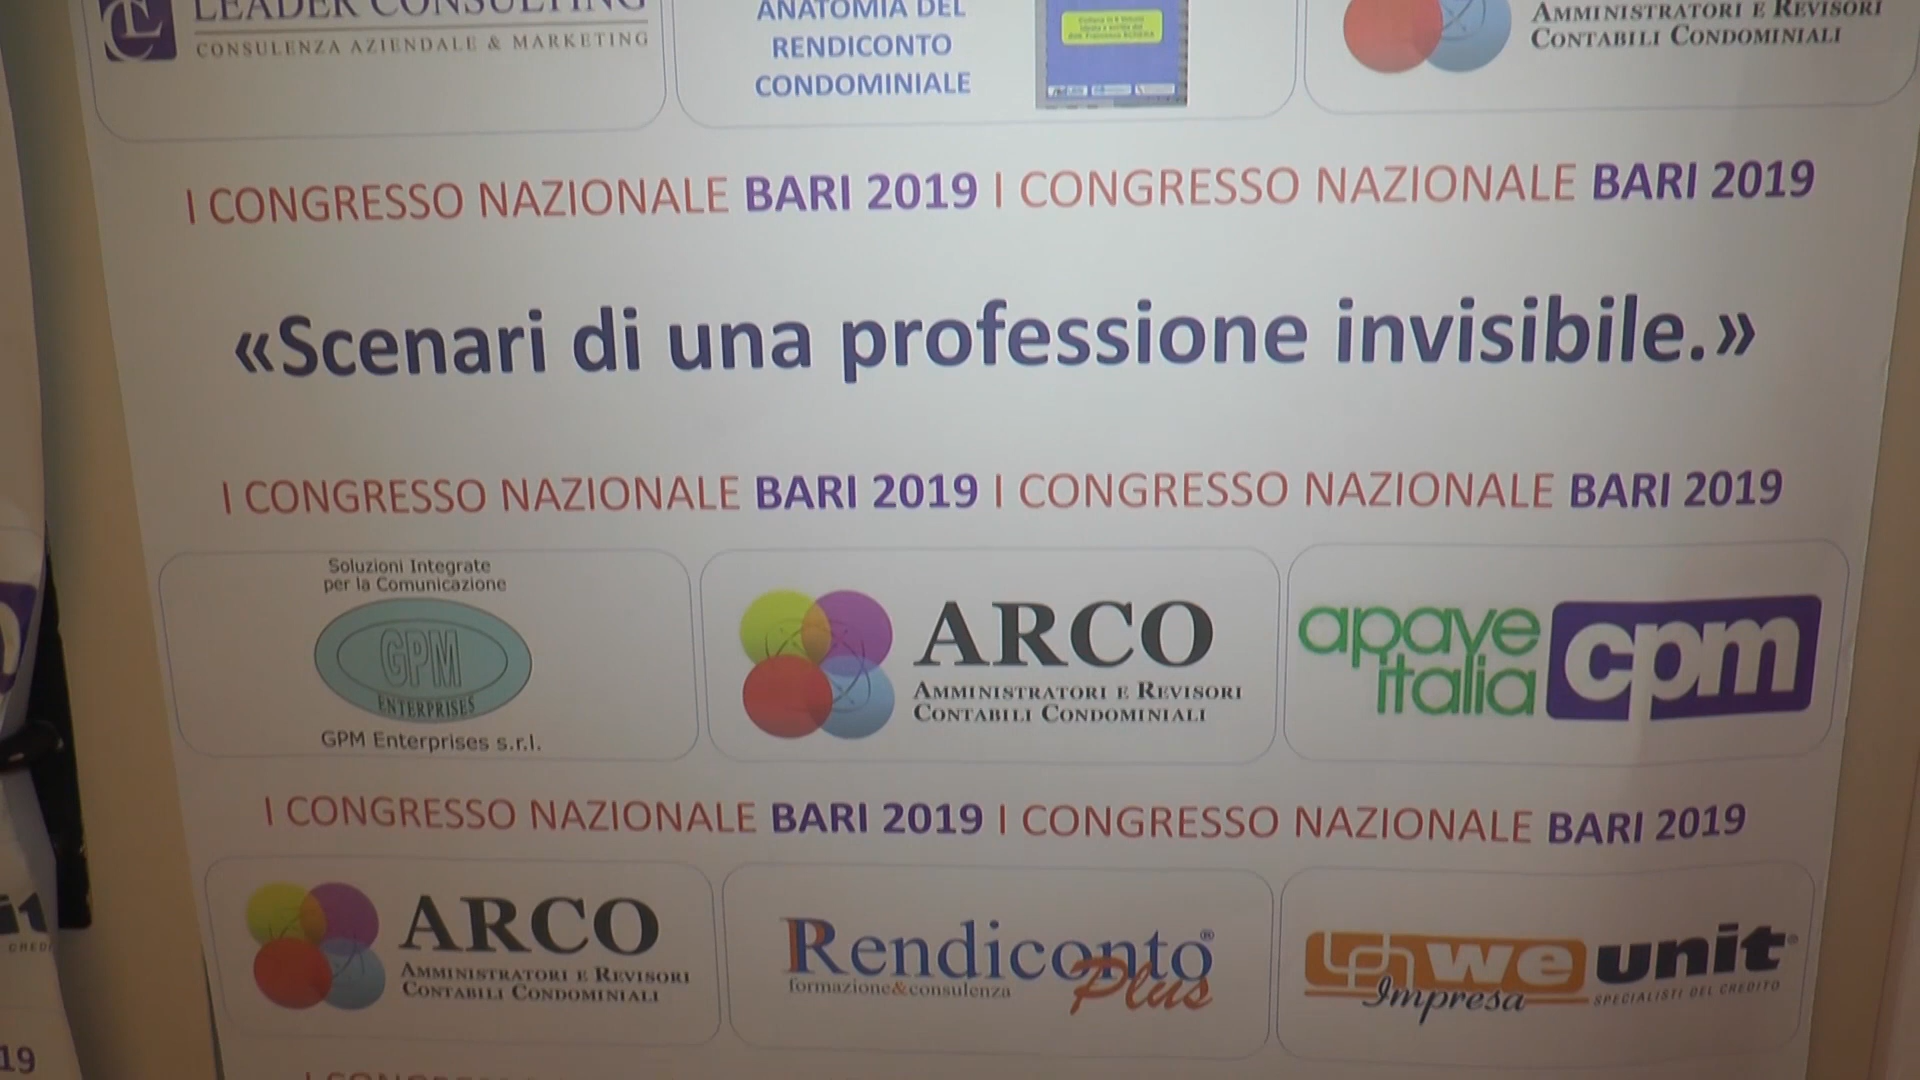 LEADER CONSULTING
CONSULENZA AZIENDALE & MARKETING
ANATOMIA DEL
RENDICONTO
CONDOMINIALE
AMMINISTRATORI E REVISORI
CONTABILI CONDOMINIALI
I CONGRESSO NAZIONALE BARI 2019 I CONGRESSO NAZIONALE BARI 2019
«Scenari di una professione invisibile.»
I CONGRESSO NAZIONALE BARI 2019 I CONGRESSO NAZIONALE BARI 2019
Soluzioni Integrate
per la Comunicazione
GPM
ENTERPRISES
GPM Enterprises s.r.l.
ARCO
AMMINISTRATORI E REVISORI
CONTABILI CONDOMINIALI
apave
italia
cpm
I CONGRESSO NAZIONALE BARI 2019 I CONGRESSO NAZIONALE BARI 2019
ARCO
AMMINISTRATORI E REVISORI
CONTABILI CONDOMINIALI
Rendiconto®
Plus
formazione&consulenza
we unit®
Impresa
SPECIALISTI DEL CREDITO
19